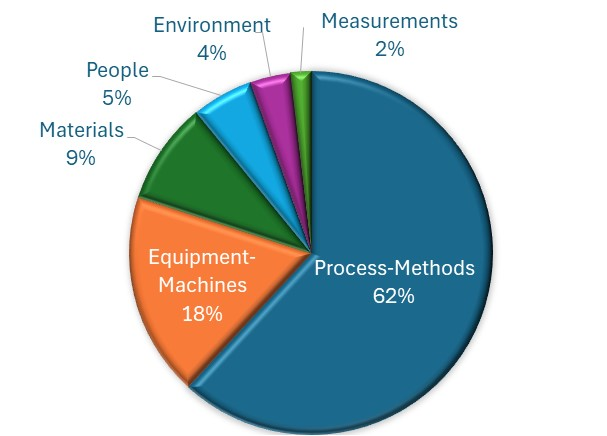 Environment
4%
Measurements
2%
People
5%
Materials
9%
Equipment-
Machines
18%
Process-Methods
62%